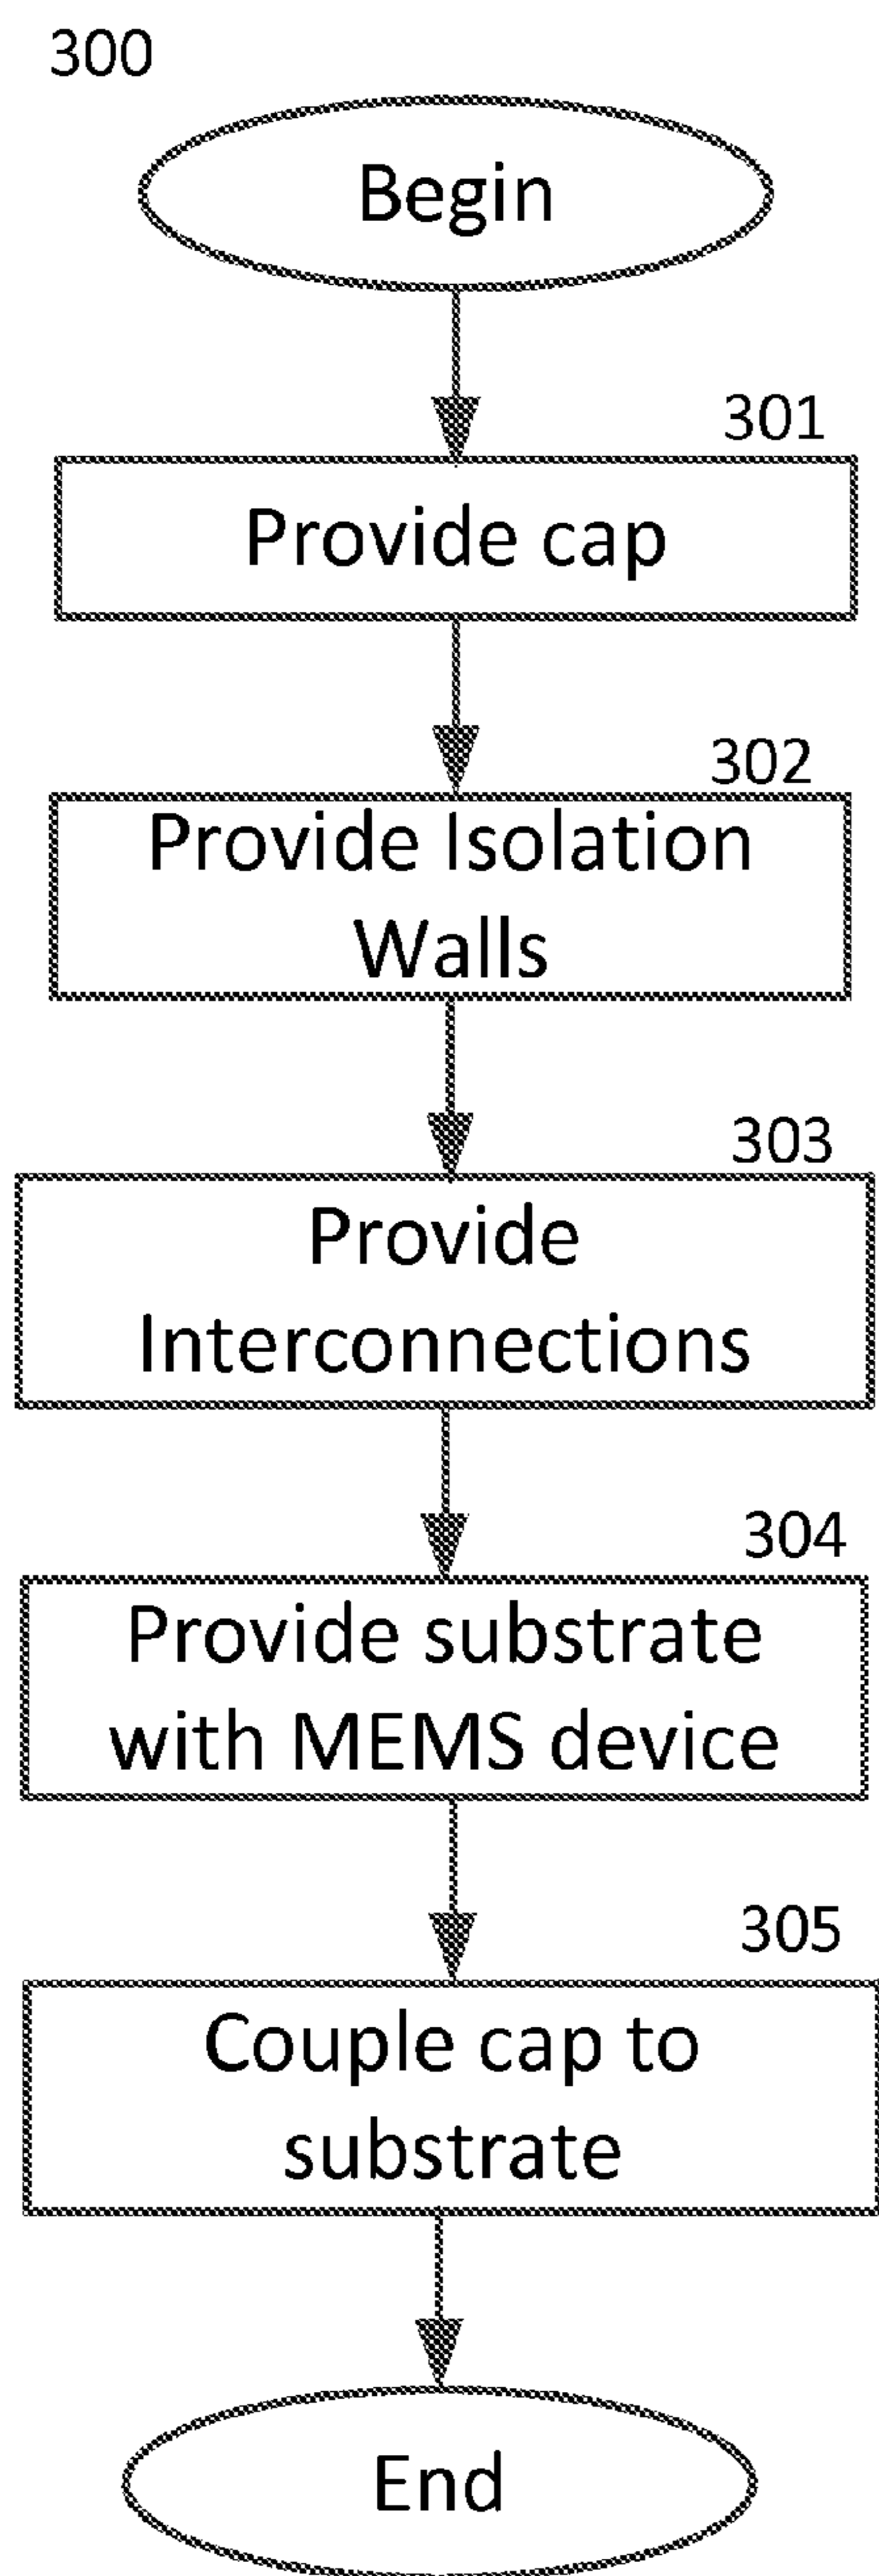 300
Begin
301
Provide cap
302
Provide Isolation
Walls
303
Provide
Interconnections
304
Provide substrate
with MEMS device
305
Couple cap to
substrate
End